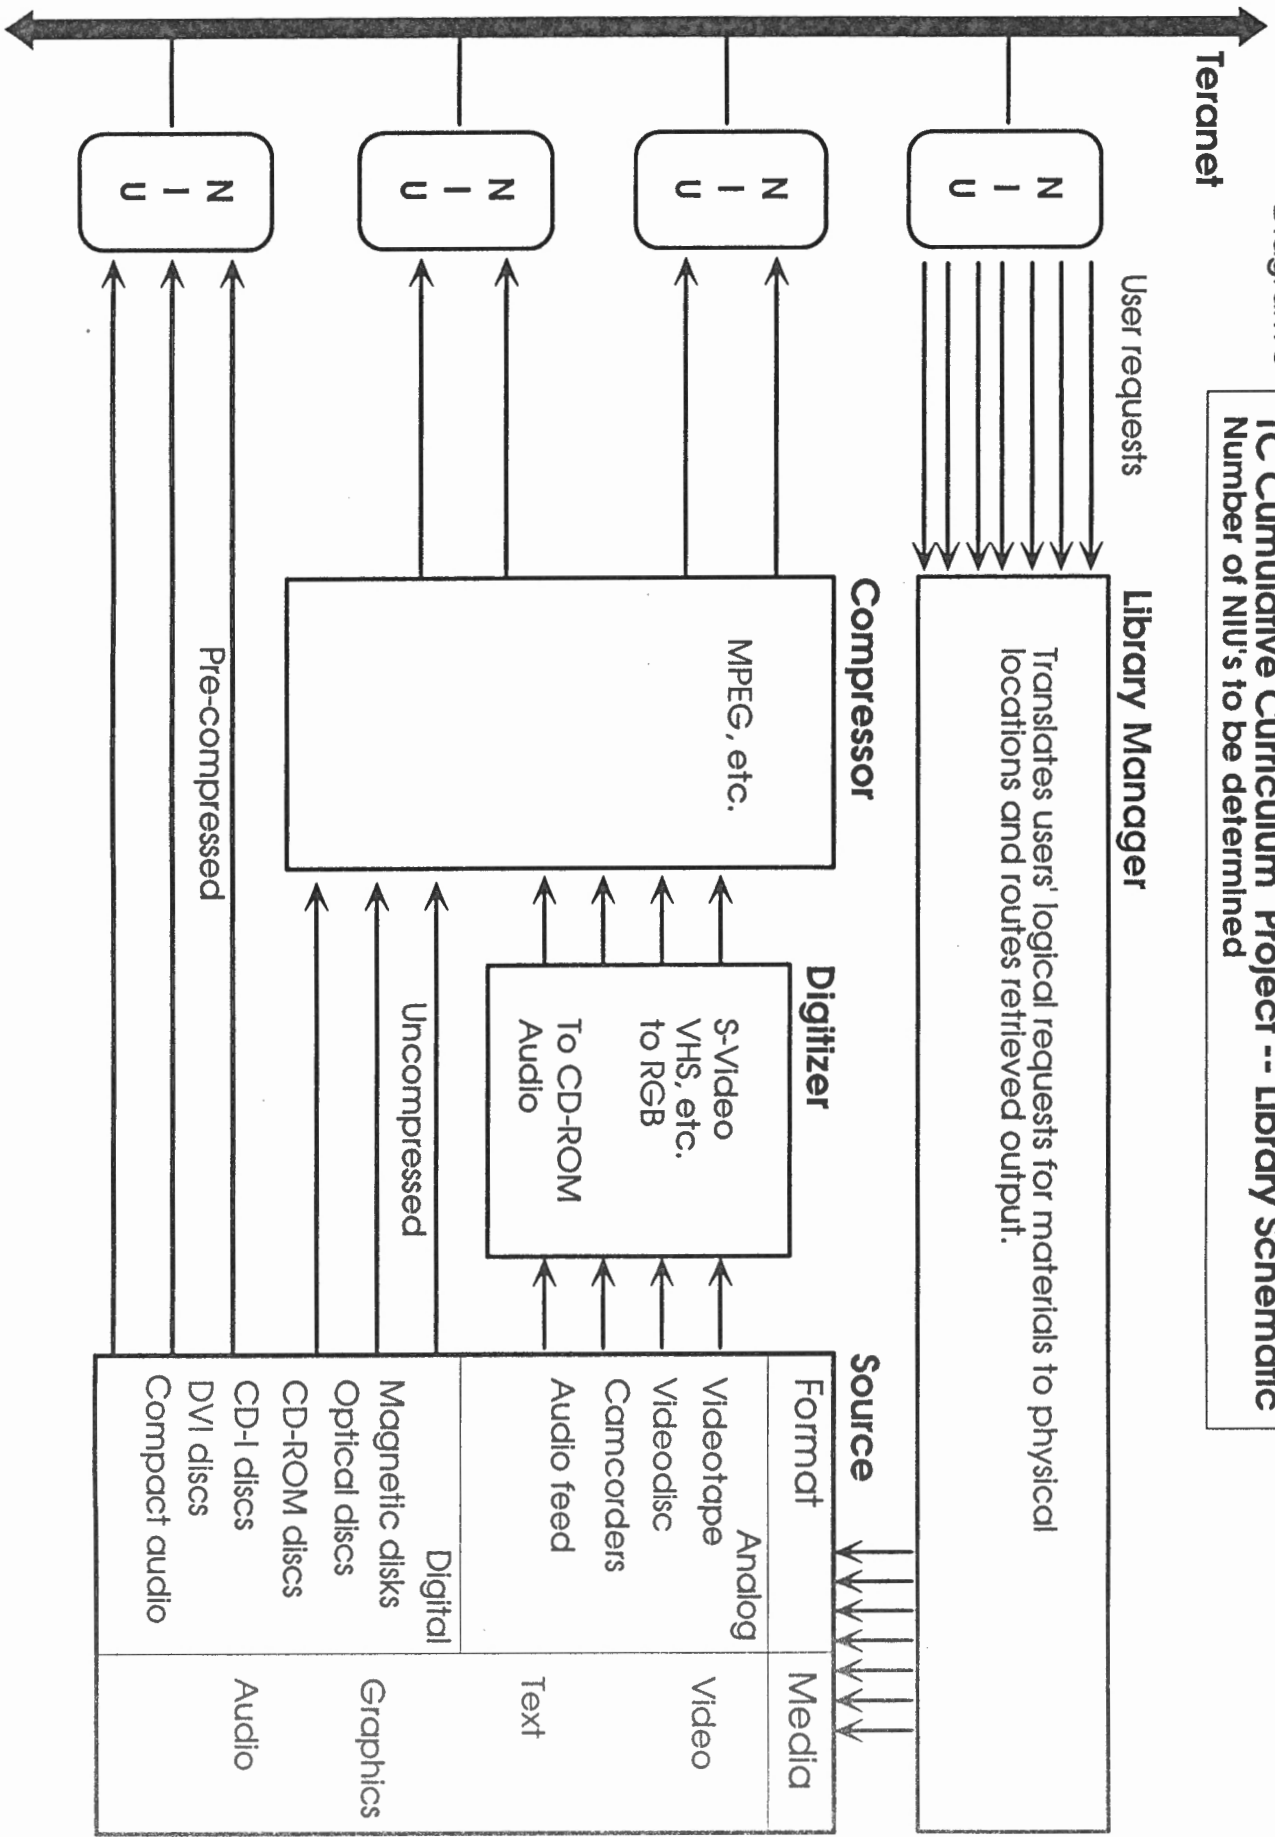 TC Cumulative Curriculum Project -- Library Schematic
Number of NIU's to be determined
Teranet
N
I
U
User requests
Library Manager
Translates users' logical requests for materials to physical
locations and routes retrieved output.
N
I
U
N
I
U
Compressor
MPEG, etc.
Digitizer
S-Video
VHS, etc.
to RGB
To CD-ROM
Audio
Uncompressed
Source
Format
Media
Analog
Videotape
Videodisc
Camcorders
Audio feed
Digital
Magnetic disks
Optical discs
CD-ROM discs
CD-I discs
DVI discs
Compact audio
Video
Text
Graphics
Audio
N
I
U
Pre-compressed